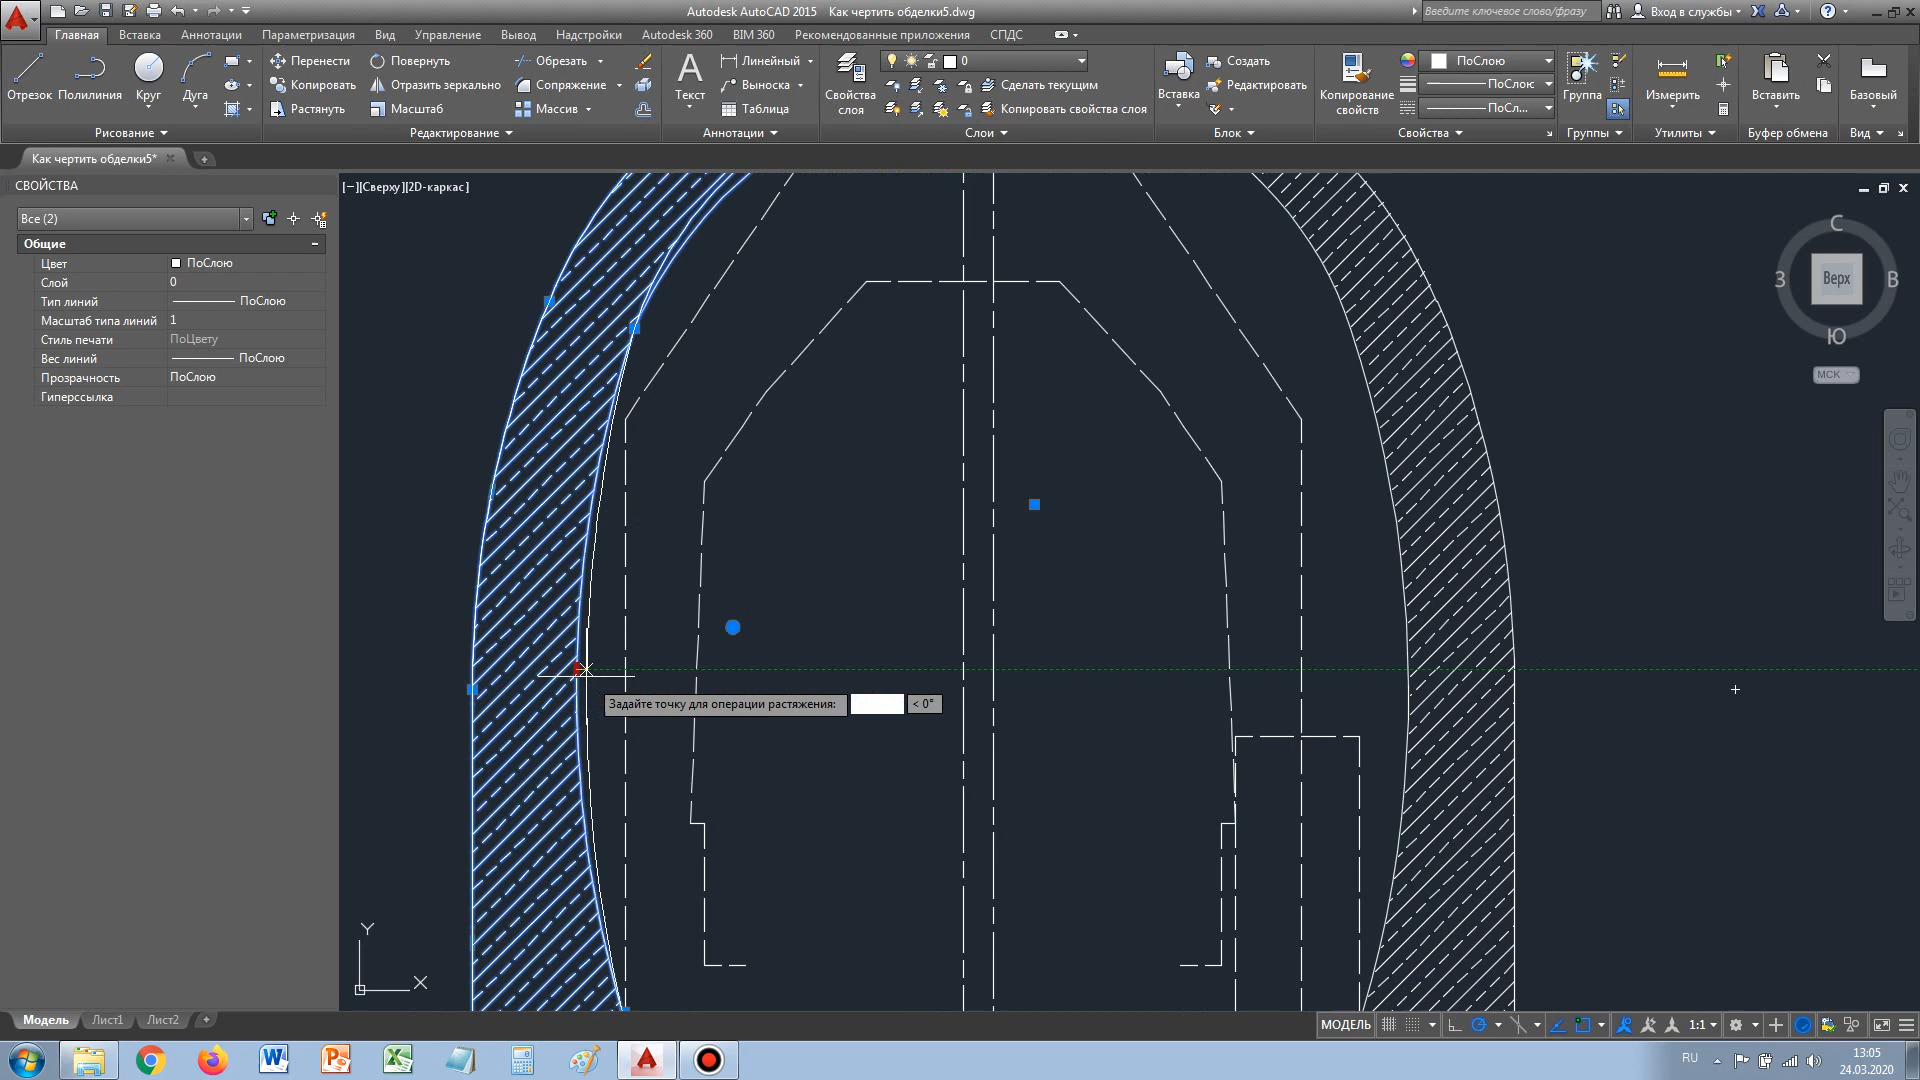 Autodesk AutoCAD 2015 Как чертить обделки5.dwg
Введите ключевое слово/фразу
Вход в службы
Главная Вставка Аннотации Параметризация Вид Управление Вывод Надстройки Autodesk 360 BIM 360 Рекомендованные приложения СПДС
Отрезок Полилиния Круг Дуга
Перенести Повернуть Обрезать
Копировать Отразить зеркально Сопряжение
Растянуть Масштаб Массив
Текст
Линейный
Выноска
Таблица
Свойства слоя
0
Сделать текущим
Копировать свойства слоя
Вставка
Создать
Редактировать
Копирование свойств
ПоСлою
ПоСлоюс
ПоСл...
Группа
Измерить
Вставить
Базовый
Рисование Редактирование Аннотации Слои Блок Свойства Группы Утилиты Буфер обмена Вид
Как чертить обделки5*
СВОЙСТВА
[−][Сверху][2D-каркас]
Все (2)
Общие
Цвет ПоСлою
Слой 0
Тип линий ПоСлою
Масштаб типа линий 1
Стиль печати ПоЦвету
Вес линий ПоСлою
Прозрачность ПоСлою
Гиперссылка
С
З Верх В
Ю
МСК
Задайте точку для операции растяжения: < 0°
Y
X
Модель Лист1 Лист2
МОДЕЛЬ 1:1
RU
13:05
24.03.2020